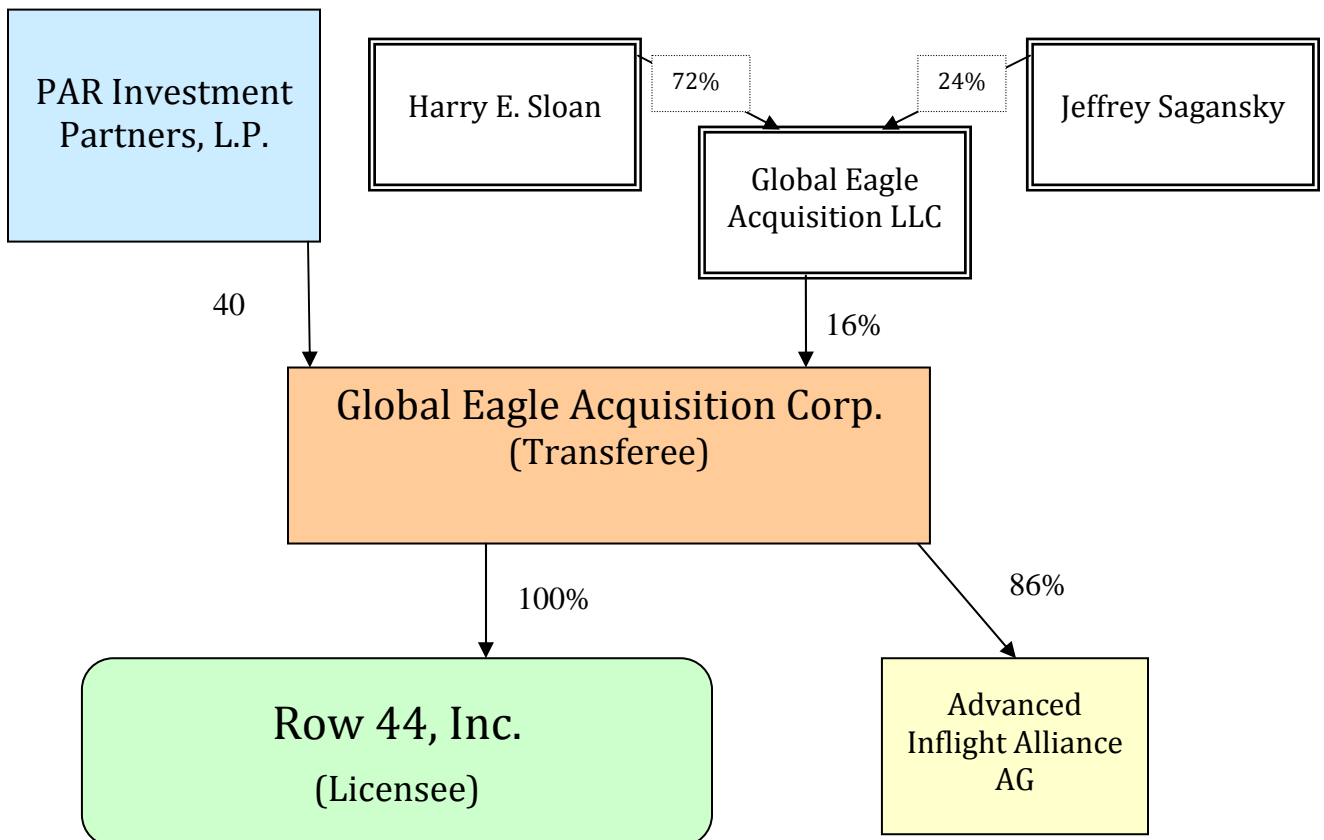 PAR Investment
Partners, L.P.
Harry E. Sloan
72%
24%
Jeffrey Sagansky
Global Eagle
Acquisition LLC
40
16%
Global Eagle Acquisition Corp.
(Transferee)
100%
86%
Row 44, Inc.
(Licensee)
Advanced
Inflight Alliance
AG